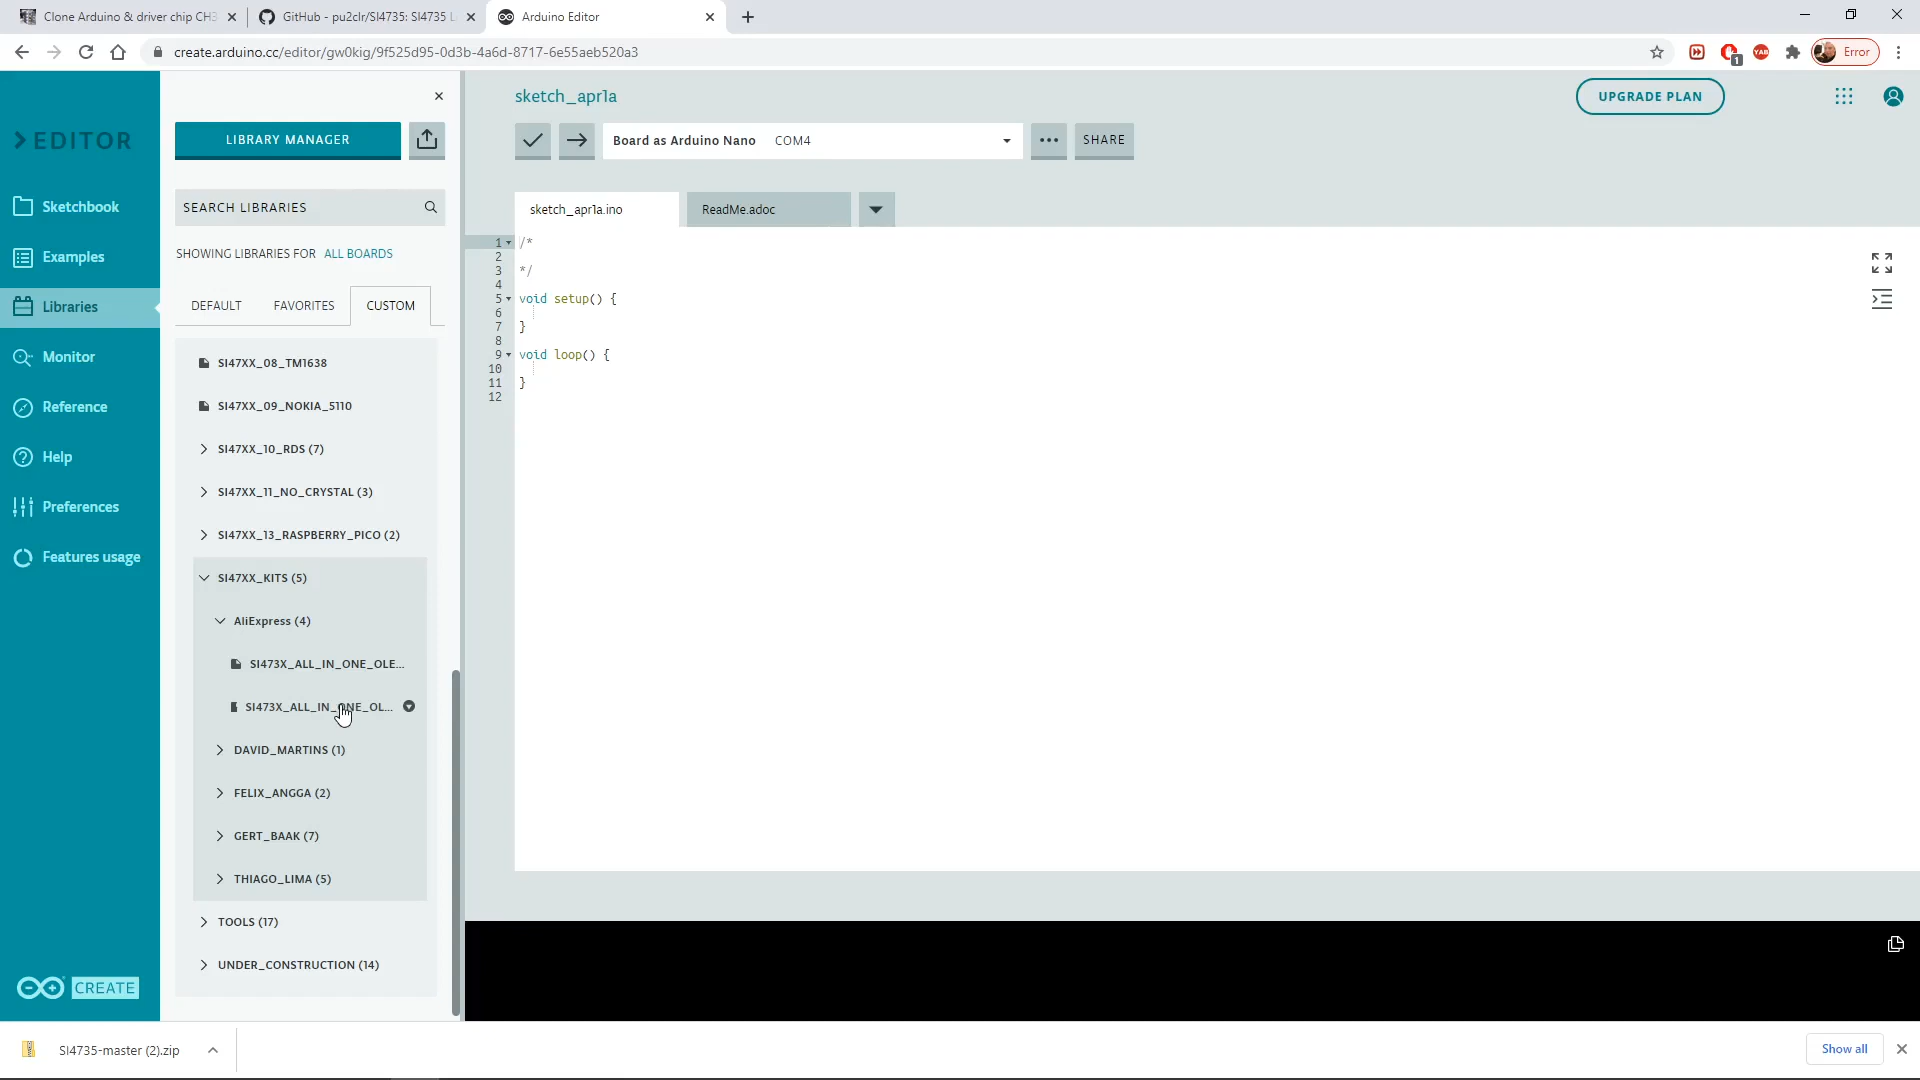 Clone Arduino & driver chip CH3
GitHub - pu2clr/SI4735: SI4735 L
Arduino Editor
create.arduino.cc/editor/gw0kig/9f525d95-0d3b-4a6d-8717-6e55aeb520a3
1
YAB
Error
EDITOR
Sketchbook
Examples
Libraries
Monitor
Reference
Help
Preferences
Features usage
CREATE
LIBRARY MANAGER
SEARCH LIBRARIES
SHOWING LIBRARIES FOR ALL BOARDS
DEFAULT FAVORITES CUSTOM
SI47XX_08_TM1638
SI47XX_09_NOKIA_5110
SI47XX_10_RDS (7)
SI47XX_11_NO_CRYSTAL (3)
SI47XX_13_RASPBERRY_PICO (2)
SI47XX_KITS (5)
AliExpress (4)
SI473X_ALL_IN_ONE_OLE...
SI473X_ALL_IN_ONE_OL...
DAVID_MARTINS (1)
FELIX_ANGGA (2)
GERT_BAAK (7)
THIAGO_LIMA (5)
TOOLS (17)
UNDER_CONSTRUCTION (14)
sketch_apr1a
UPGRADE PLAN
Board as Arduino Nano COM4
SHARE
sketch_apr1a.ino ReadMe.adoc
1 /*
2
3 */
4
5 void setup() {
6
7 }
8
9 void loop() {
10
11 }
12
SI4735-master (2).zip
Show all